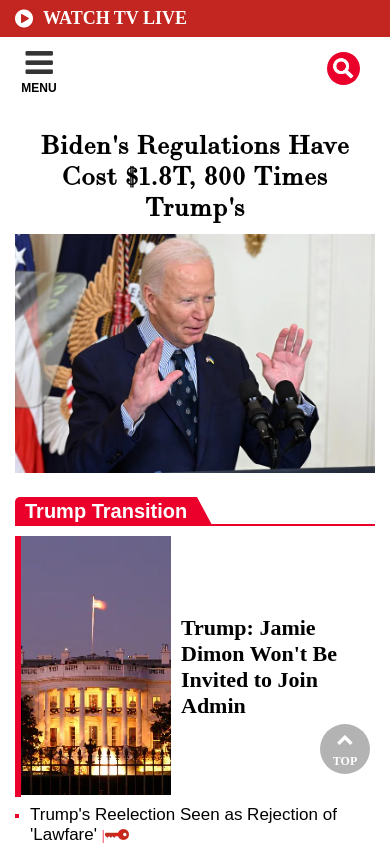 WATCH TV LIVE
MENU
Biden's Regulations Have
Cost $1.8T, 800 Times
Trump's
Trump Transition
Trump: Jamie
Dimon Won't Be
Invited to Join
Admin
TOP
Trump's Reelection Seen as Rejection of
'Lawfare' |